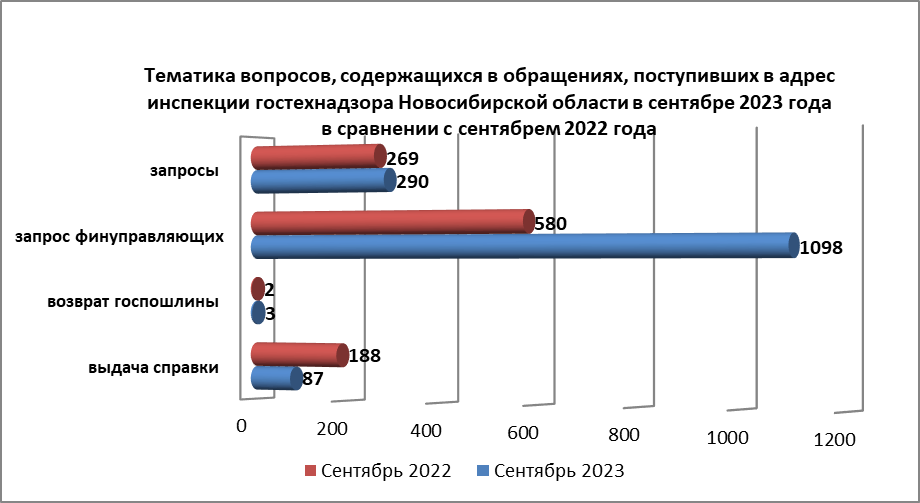 Тематика вопросов, содержащихся в обращениях, поступивших в адрес
инспекции гостехнадзора Новосибирской области в сентябре 2023 года
в сравнении с сентябрем 2022 года
запросы
269
290
запрос финуправляющих
580
1098
возврат госпошлины
2
3
выдача справки
188
87
0 200 400 600 800 1000 1200
Сентябрь 2022 Сентябрь 2023